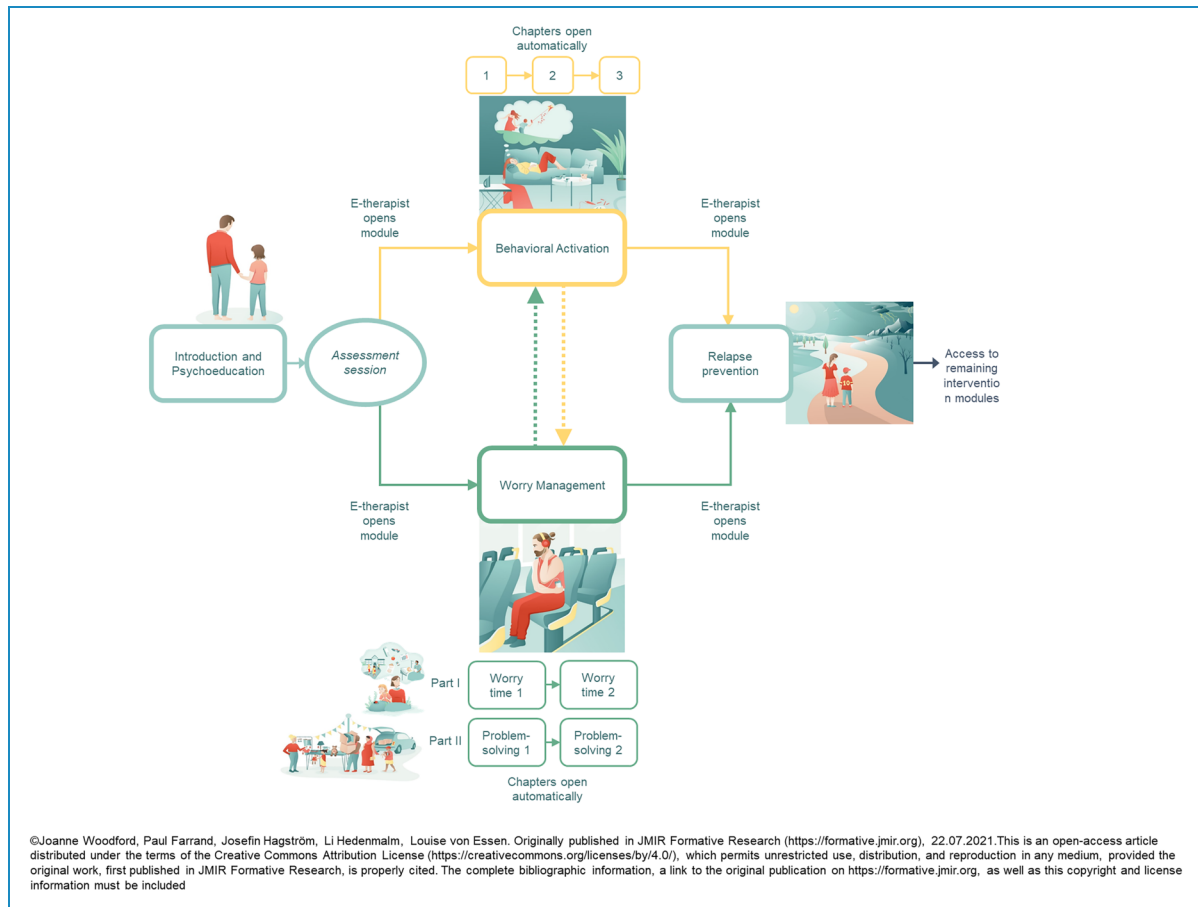 Chapters open
automatically
1
2
3
E-therapist
opens
module
Behavioral Activation
E-therapist
opens
module
Introduction and
Psychoeducation
Assessment
session
Relapse
prevention
Access to
remaining
interventio
n modules
Worry Management
E-therapist
opens
module
E-therapist
opens
module
Part I
Worry
time 1
Worry
time 2
Part II
Problem-
solving 1
Problem-
solving 2
Chapters open
automatically
©Joanne Woodford, Paul Farrand, Josefin Hagström, Li Hedenmalm, Louise von Essen. Originally published in JMIR Formative Research (https://formative.jmir.org), 22.07.2021.This is an open-access article
distributed under the terms of the Creative Commons Attribution License (https://creativecommons.org/licenses/by/4.0/), which permits unrestricted use, distribution, and reproduction in any medium, provided the
original work, first published in JMIR Formative Research, is properly cited. The complete bibliographic information, a link to the original publication on https://formative.jmir.org, as well as this copyright and license
information must be included